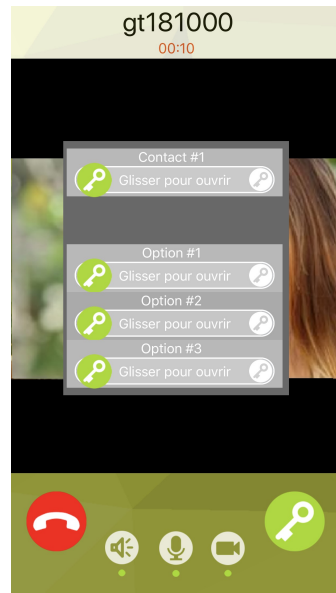 gt181000
00:10
Contact #1
Glisser pour ouvrir
Option #1
Glisser pour ouvrir
Option #2
Glisser pour ouvrir
Option #3
Glisser pour ouvrir